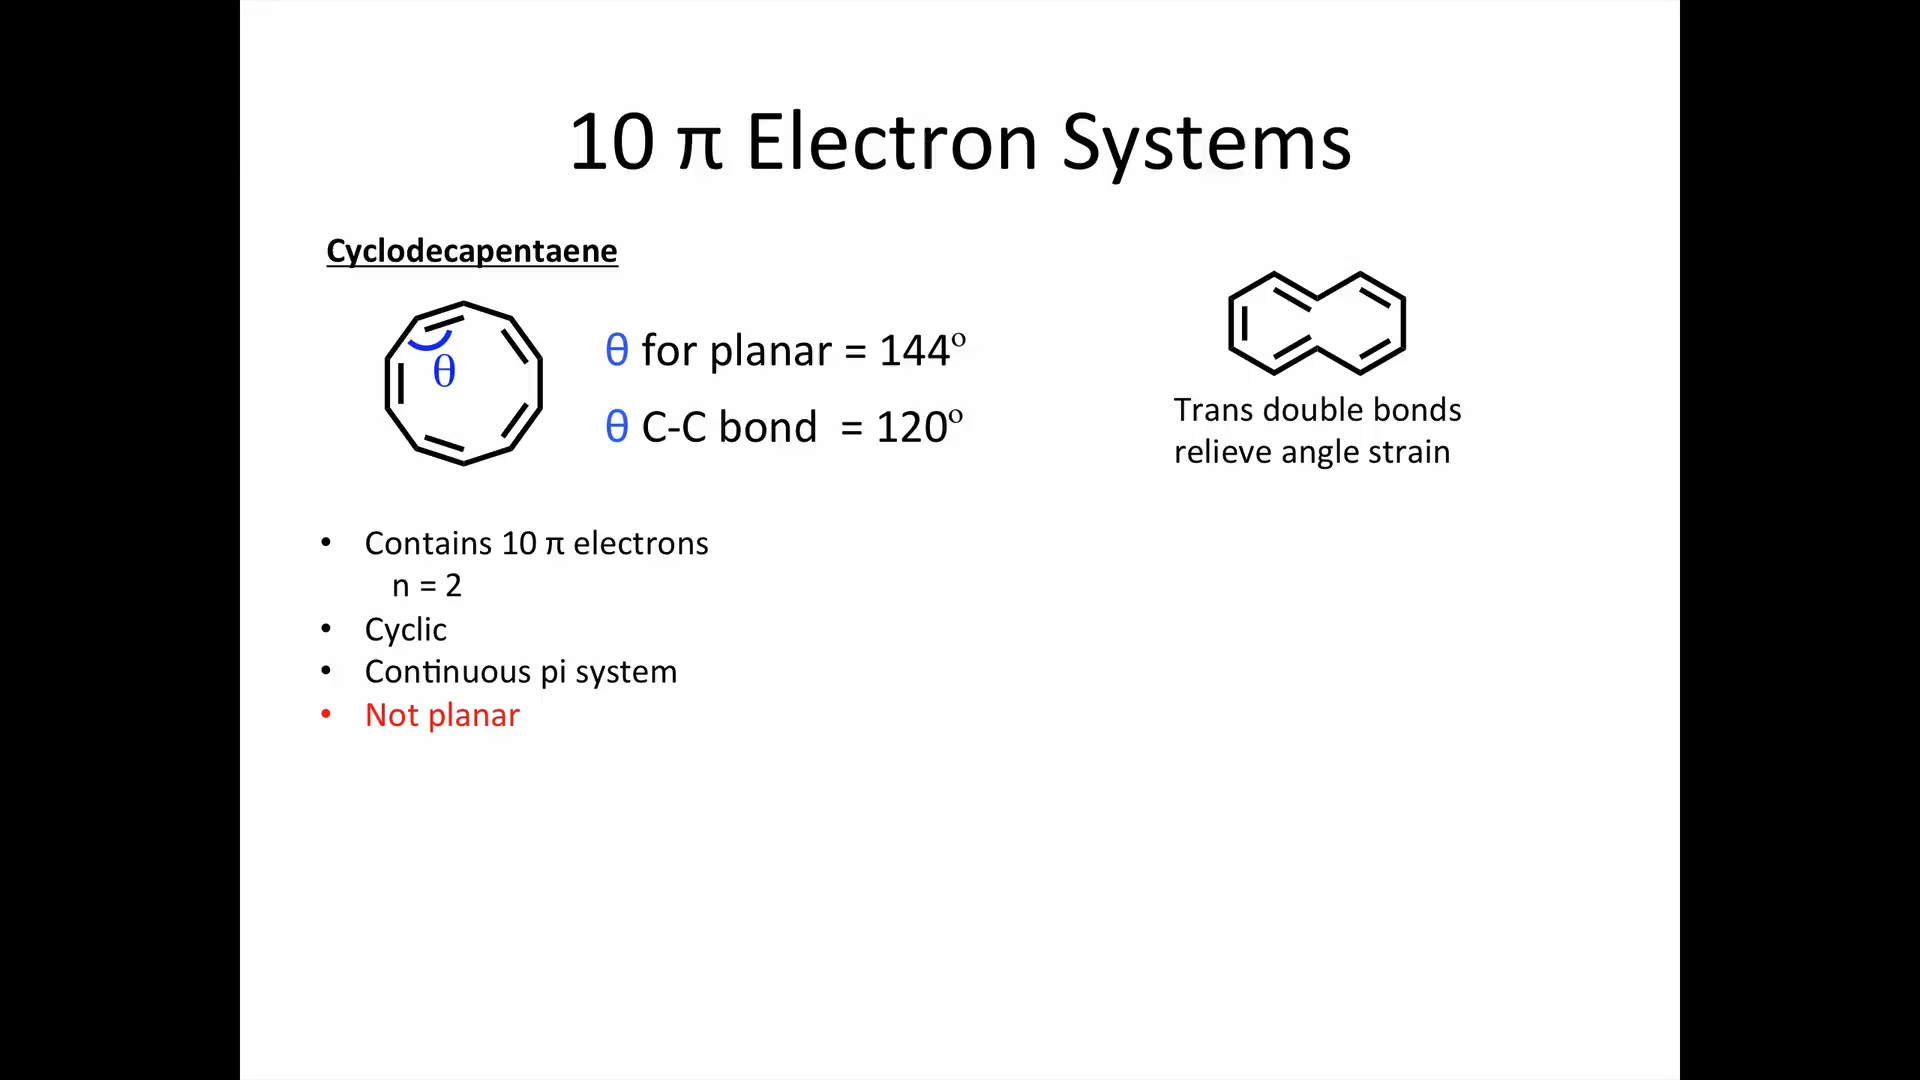 10 π Electron Systems
Cyclodecapentaene
θ
θ for planar = 144º
θ C-C bond = 120º
Trans double bonds
relieve angle strain
• Contains 10 π electrons
n = 2
• Cyclic
• Continuous pi system
• Not planar